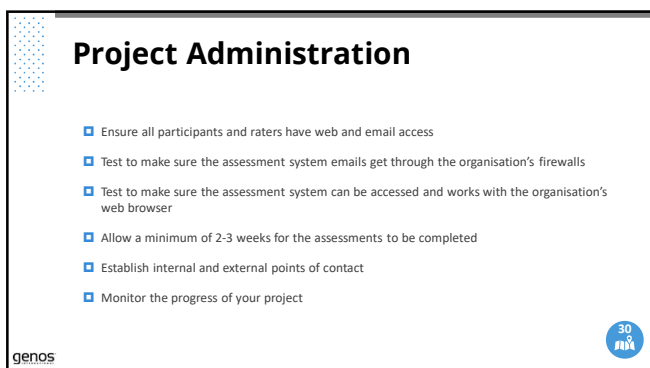 Project Administration
Ensure all participants and raters have web and email access
Test to make sure the assessment system emails get through the organisation's firewalls
Test to make sure the assessment system can be accessed and works with the organisation's
web browser
Allow a minimum of 2-3 weeks for the assessments to be completed
Establish internal and external points of contact
Monitor the progress of your project
30
genos